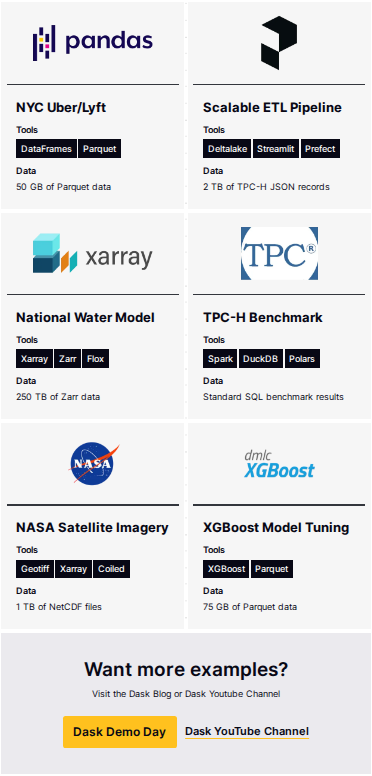 pandas
NYC Uber/Lyft
Tools
DataFrames Parquet
Data
50 GB of Parquet data
Scalable ETL Pipeline
Tools
Deltalake Streamlit Prefect
Data
2 TB of TPC-H JSON records
xarray
National Water Model
Tools
Xarray Zarr Flox
Data
250 TB of Zarr data
TPC®
TPC-H Benchmark
Tools
Spark DuckDB Polars
Data
Standard SQL benchmark results
NASA
NASA Satellite Imagery
Tools
Geotiff Xarray Coiled
Data
1 TB of NetCDF files
dmlc
XGBoost
XGBoost Model Tuning
Tools
XGBoost Parquet
Data
75 GB of Parquet data
Want more examples?
Visit the Dask Blog or Dask Youtube Channel
Dask Demo Day Dask YouTube Channel